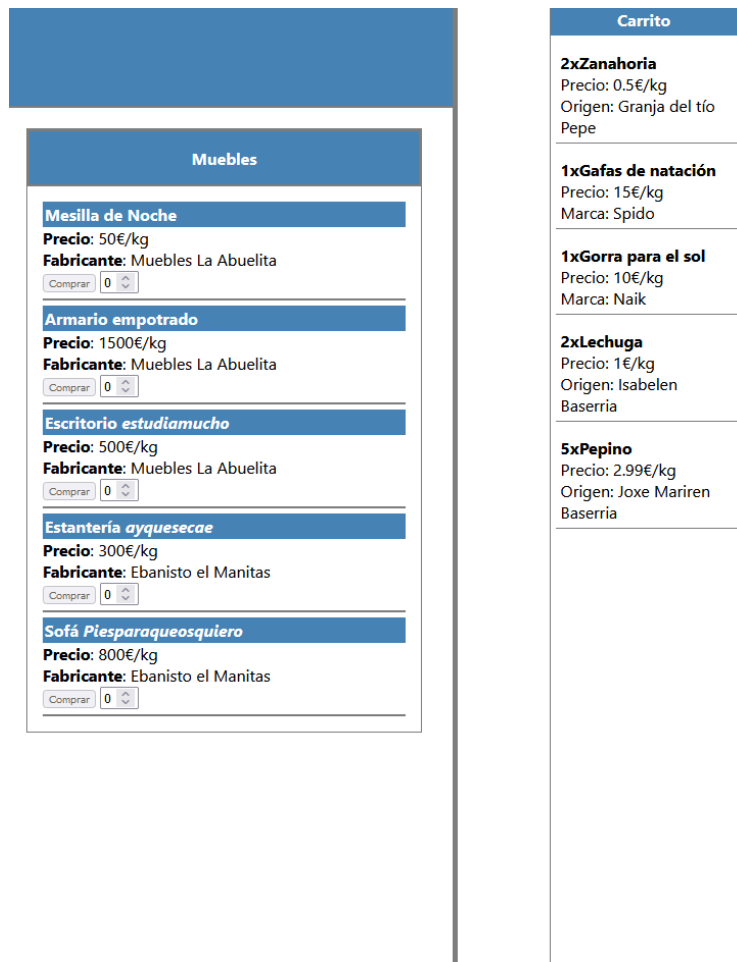 Muebles
Mesilla de Noche
Precio: 50€/kg
Fabricante: Muebles La Abuelita
Comprar 0
Armario empotrado
Precio: 1500€/kg
Fabricante: Muebles La Abuelita
Comprar 0
Escritorio estudiamucho
Precio: 500€/kg
Fabricante: Muebles La Abuelita
Comprar 0
Estantería ayquesecae
Precio: 300€/kg
Fabricante: Ebanisto el Manitas
Comprar 0
Sofá Piesparaqueosquiero
Precio: 800€/kg
Fabricante: Ebanisto el Manitas
Comprar 0
Carrito
2xZanahoria
Precio: 0.5€/kg
Origen: Granja del tío
Pepe
1xGafas de natación
Precio: 15€/kg
Marca: Spido
1xGorra para el sol
Precio: 10€/kg
Marca: Naik
2xLechuga
Precio: 1€/kg
Origen: Isabelen
Baserria
5xPepino
Precio: 2.99€/kg
Origen: Joxe Mariren
Baserria